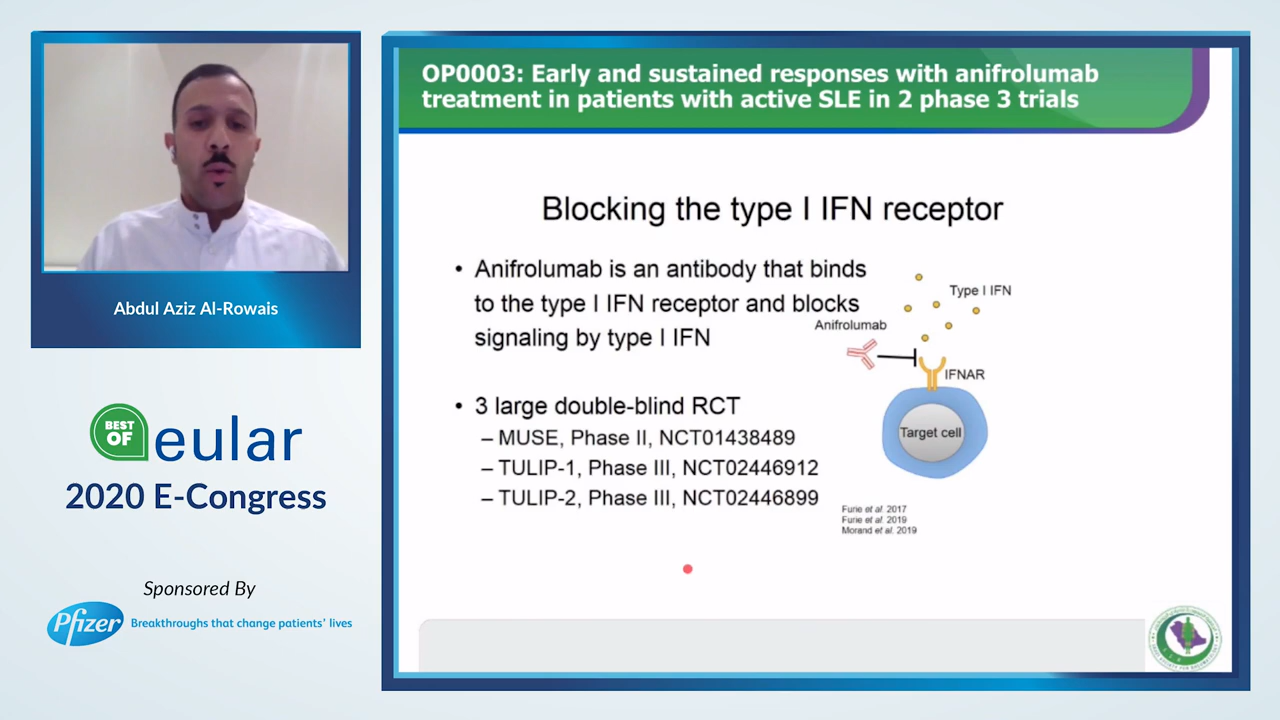 Abdul Aziz Al-Rowais
BEST
OF
eular
2020 E-Congress
Sponsored By
Pfizer
Breakthroughs that change patients' lives
OP0003: Early and sustained responses with anifrolumab
treatment in patients with active SLE in 2 phase 3 trials
Blocking the type I IFN receptor
• Anifrolumab is an antibody that binds
to the type I IFN receptor and blocks
signaling by type I IFN
• 3 large double-blind RCT
– MUSE, Phase II, NCT01438489
– TULIP-1, Phase III, NCT02446912
– TULIP-2, Phase III, NCT02446899
Type I IFN
Anifrolumab
IFNAR
Target cell
Furie et al. 2017
Furie et al. 2019
Morand et al. 2019